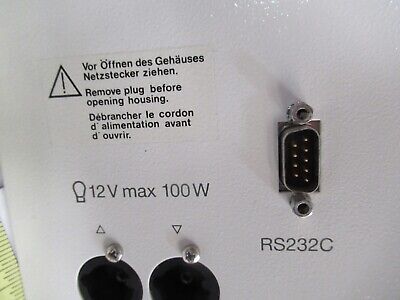 Vor Öffnen des Gehäuses
Netzstecker ziehen.
Remove plug before
opening housing.
Débrancher le cordon
d'alimentation avant
d'ouvrir.
12V max 100W
RS232C